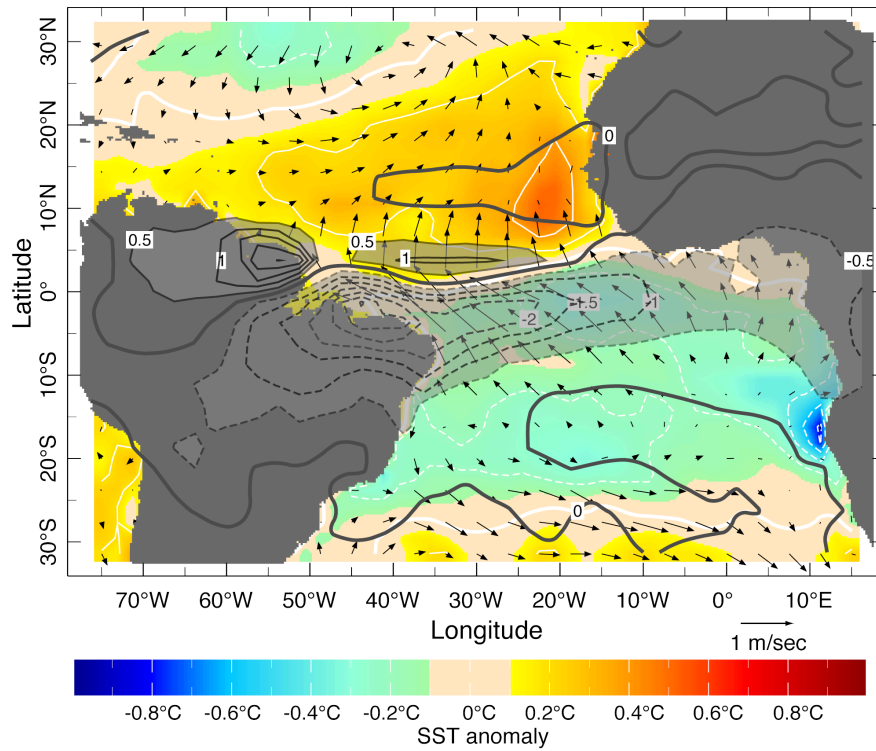 30°N
20°N
10°N
0°
10°S
20°S
30°S
Latitude
0
0.5
0.5
1
1
-0.5
-1.5
-1
-2
0
70°W 60°W 50°W 40°W 30°W 20°W 10°W 0° 10°E
Longitude
1 m/sec
-0.8°C -0.6°C -0.4°C -0.2°C 0°C 0.2°C 0.4°C 0.6°C 0.8°C
SST anomaly